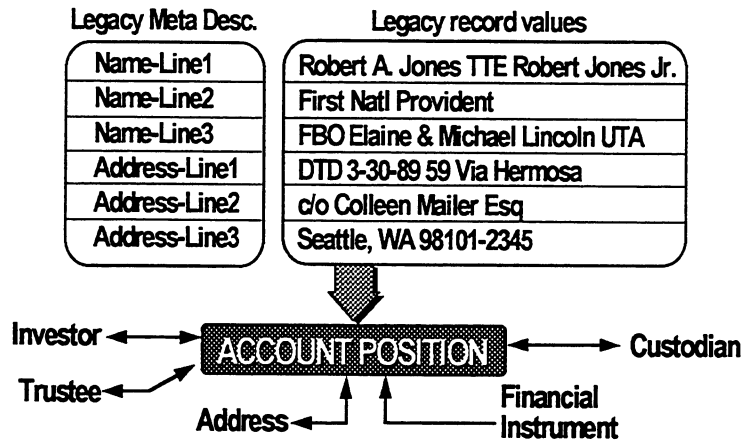 Legacy Meta Desc.
Legacy record values
Name-Line1
Robert A. Jones TTE Robert Jones Jr.
Name-Line2
First Natl Provident
Name-Line3
FBO Elaine & Michael Lincoln UTA
Address-Line1
DTD 3-30-89 59 Via Hermosa
Address-Line2
c/o Colleen Mailer Esq
Address-Line3
Seattle, WA 98101-2345
Investor
ACCOUNT POSITION
Custodian
Trustee
Address
Financial
Instrument